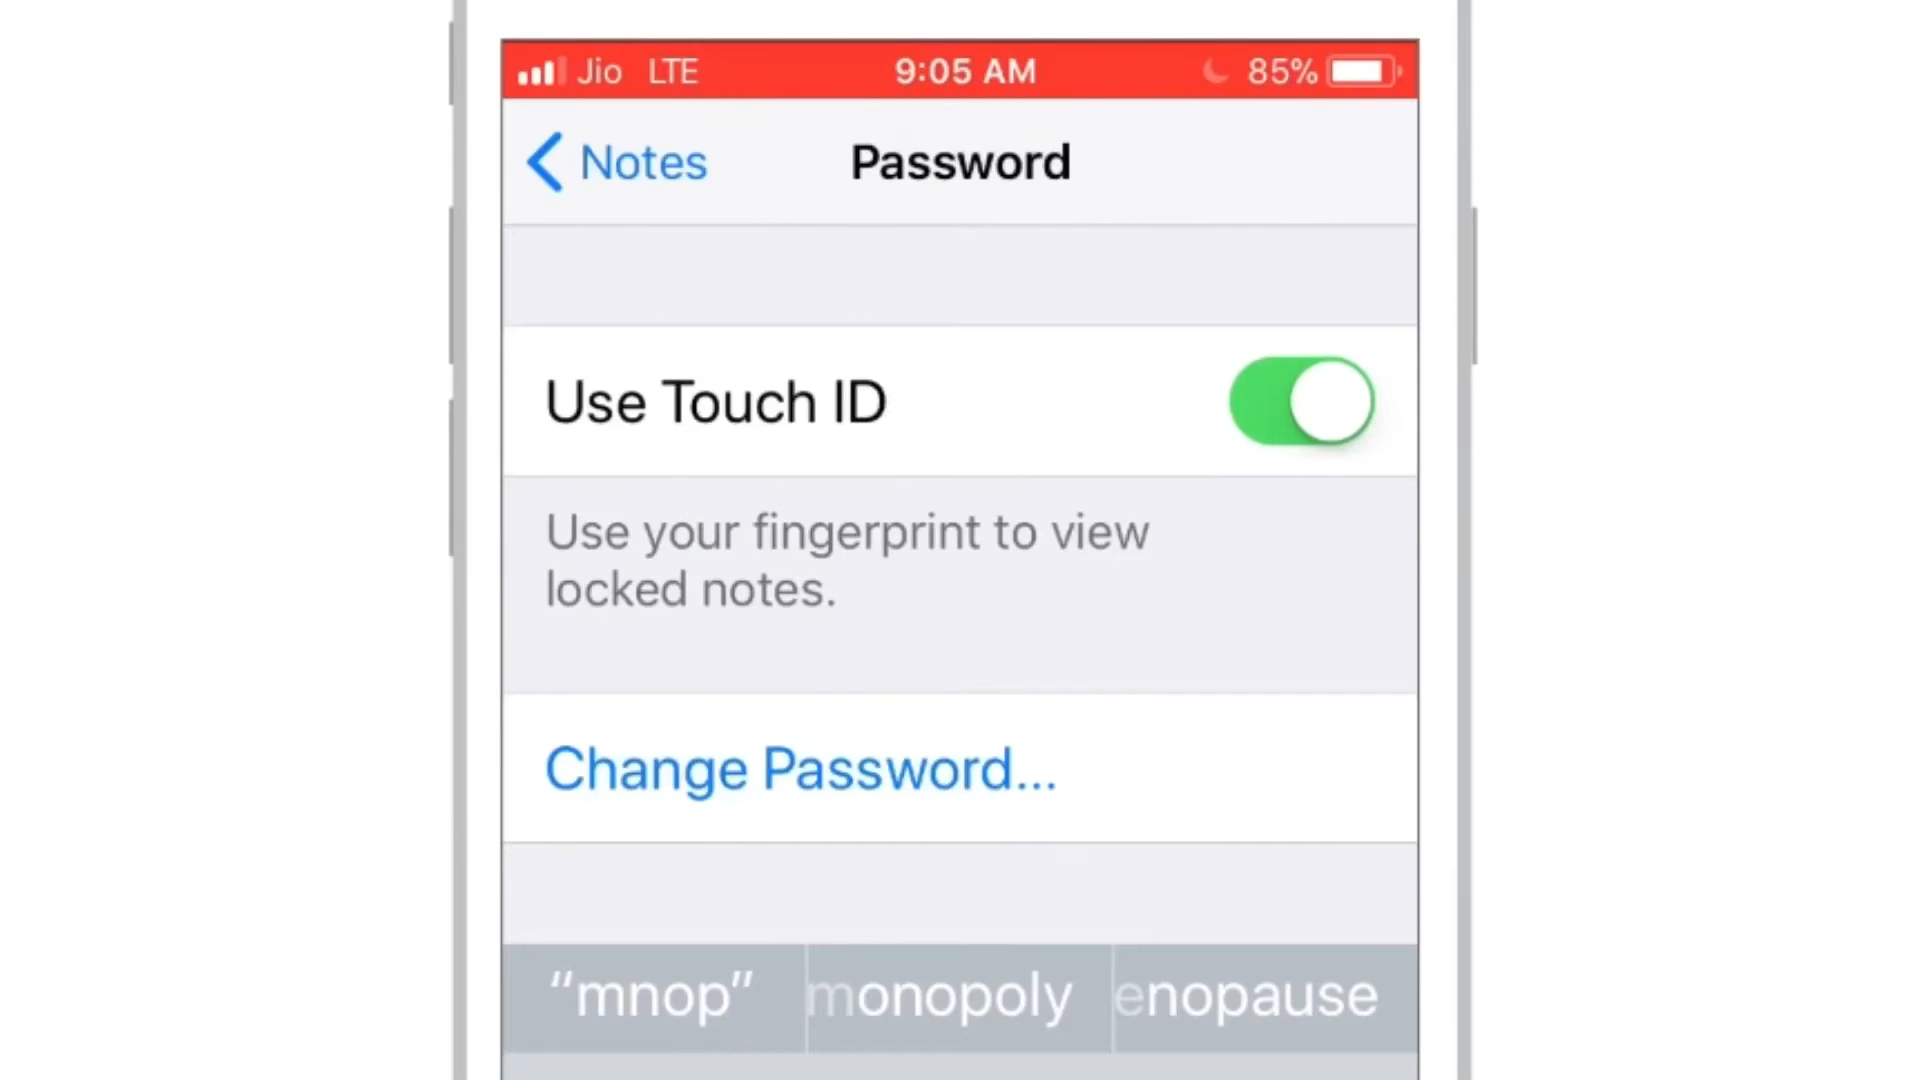 Jio LTE 9:05 AM 85%
Notes Password
Use Touch ID
Use your fingerprint to view
locked notes.
Change Password...
“mnop” monopoly enopause